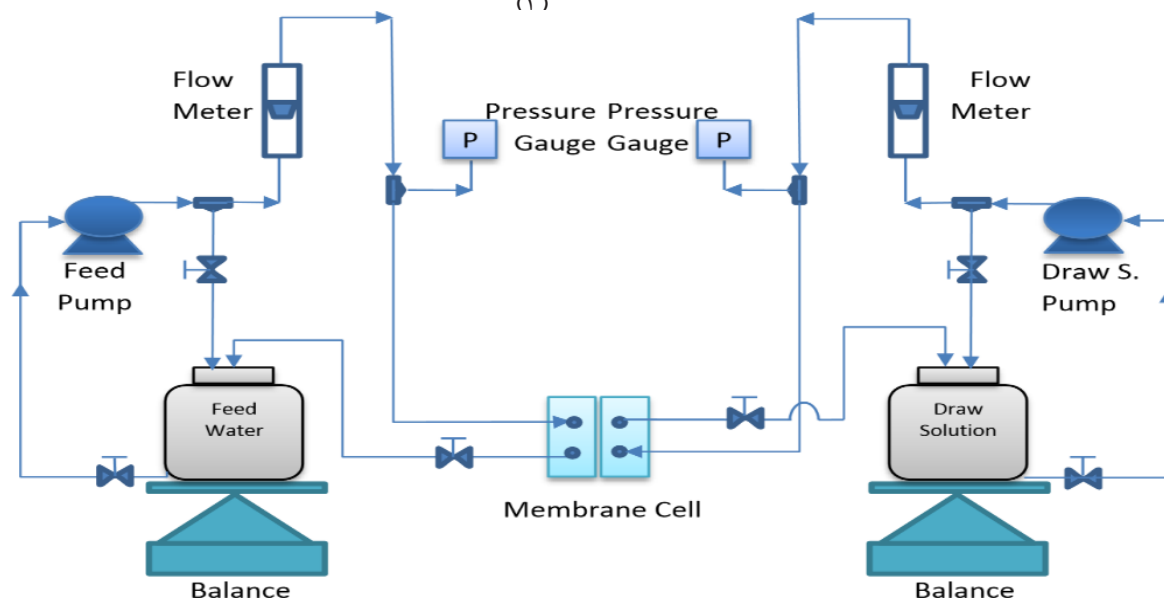 Flow
Meter
Pressure
Gauge
P
Pressure
Gauge
P
Flow
Meter
Feed
Pump
Draw S.
Pump
Feed
Water
Draw
Solution
Membrane Cell
Balance
Balance